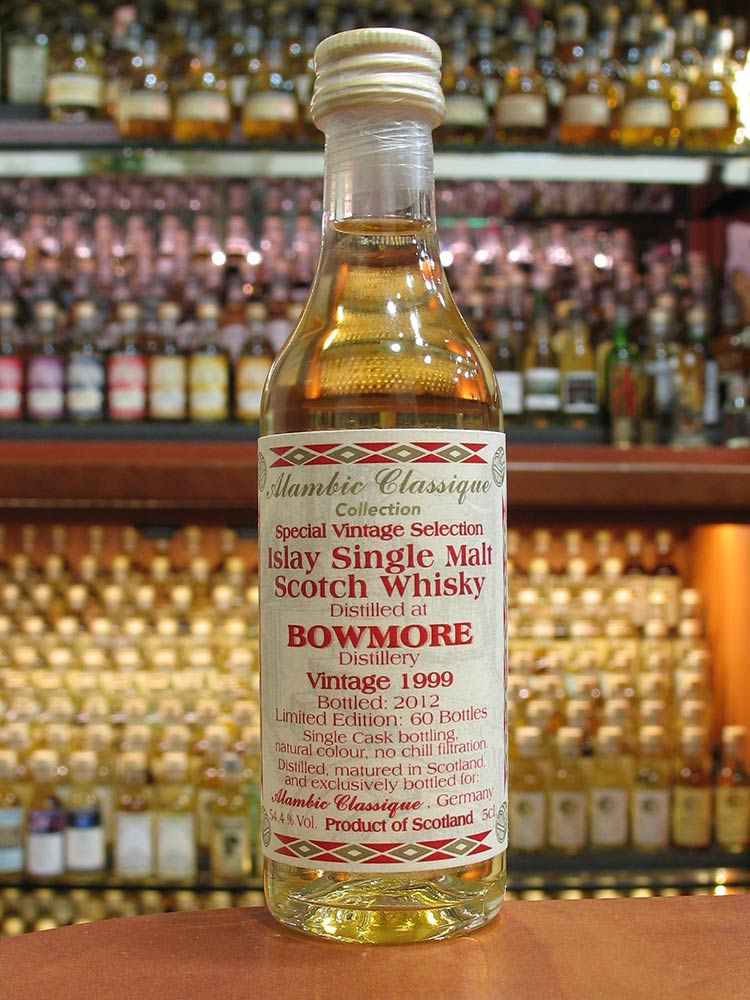 Alambic Classique
Collection
Special Vintage Selection
Islay Single Malt
Scotch Whisky
Distilled at
BOWMORE
Distillery
Vintage 1999
Bottled: 2012
Limited Edition: 60 Bottles
Single Cask bottling,
natural colour, no chill filtration.
Distilled, matured in Scotland,
and exclusively bottled for:
Alambic Classique, Germany
54.4 % Vol. Product of Scotland 5cl